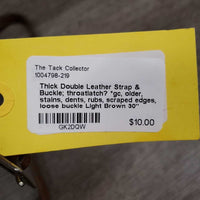 The Tack Collector
1004798-219
Thick Double Leather Strap &
Buckle; throatlatch? *gc, older,
stains, dents, rubs, scraped edges,
loose buckle Light Brown 30"
$10.00
GK2DQW